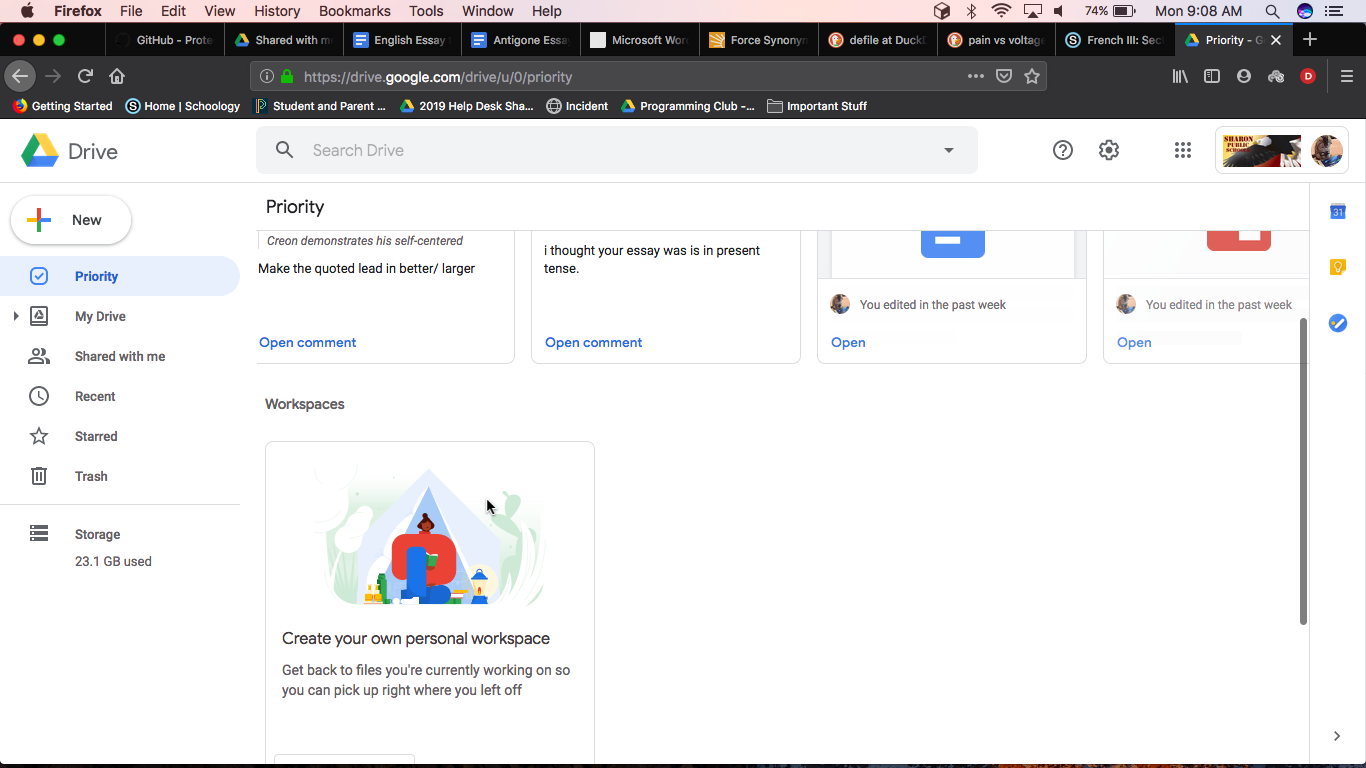 Firefox File Edit View History Bookmarks Tools Window Help 74% Mon 9:08 AM
GitHub - Prote Shared with m English Essay Antigone Essa Microsoft Wor Force Synonym defile at DuckD pain vs voltage French III: Sect Priority - G
https://drive.google.com/drive/u/0/priority
D
Getting Started Home | Schoology Student and Parent ... 2019 Help Desk Sha... Incident Programming Club -... Important Stuff
Drive
Search Drive
SHARON
PUBLIC
New
Priority
31
Creon demonstrates his self-centered
Make the quoted lead in better/ larger
i thought your essay was is in present
tense.
Priority
You edited in the past week
You edited in the past week
My Drive
Open comment
Open comment
Open
Open
Shared with me
Recent
Workspaces
Starred
Trash
Storage
23.1 GB used
Create your own personal workspace
Get back to files you're currently working on so
you can pick up right where you left off